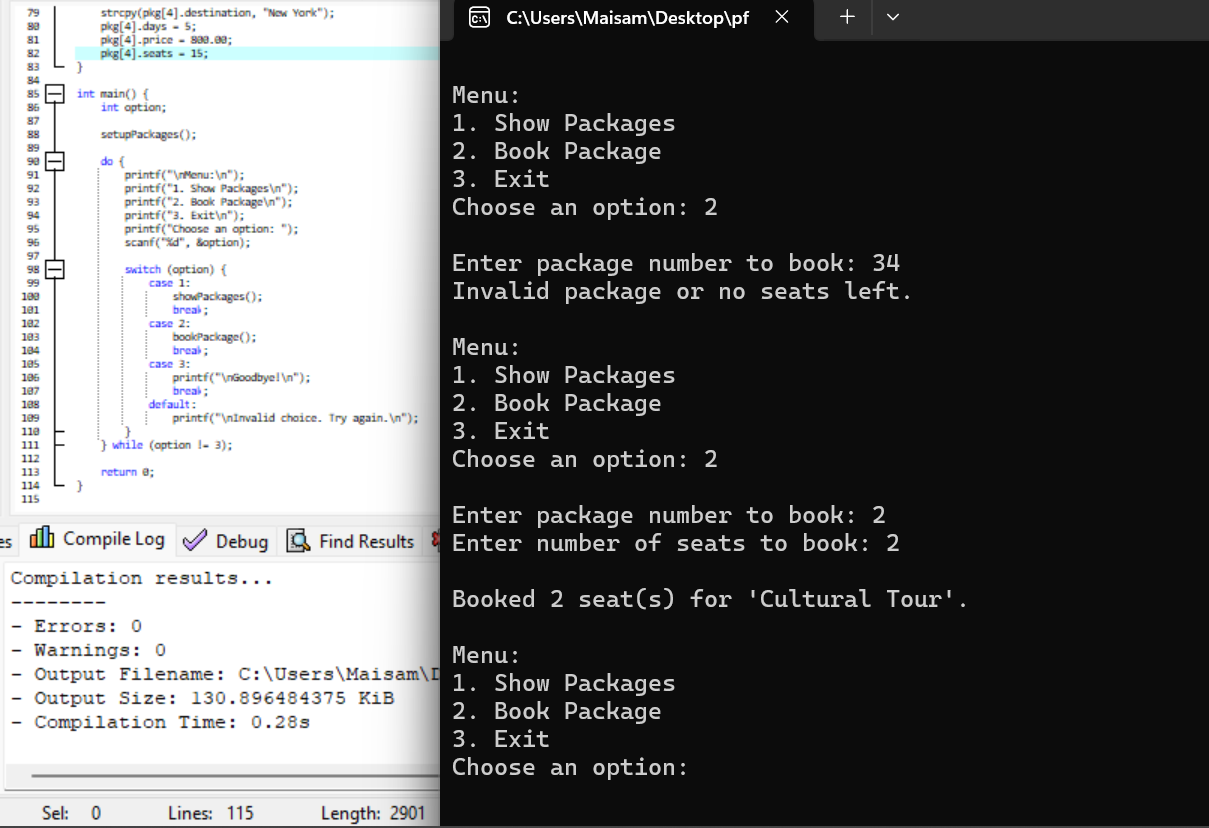 79 strcpy(pkg[4].destination, "New York");
80 pkg[4].days = 5;
81 pkg[4].price = 800.00;
82 pkg[4].seats = 15;
83 }
84
85 int main() {
86 int option;
87
88 setupPackages();
89
90 do {
91 printf("\nMenu:\n");
92 printf("1. Show Packages\n");
93 printf("2. Book Package\n");
94 printf("3. Exit\n");
95 printf("Choose an option: ");
96 scanf("%d", &option);
97
98 switch (option) {
99 case 1:
100 showPackages();
101 break;
102 case 2:
103 bookPackage();
104 break;
105 case 3:
106 printf("\nGoodbye!\n");
107 break;
108 default:
109 printf("\nInvalid choice. Try again.\n");
110 }
111 } while (option != 3);
112
113 return 0;
114 }
115
es Compile Log Debug Find Results
Compilation results...
--------
- Errors: 0
- Warnings: 0
- Output Filename: C:\Users\Maisam\D
- Output Size: 130.896484375 KiB
- Compilation Time: 0.28s
Sel: 0 Lines: 115 Length: 2901
C:\Users\Maisam\Desktop\pf
Menu:
1. Show Packages
2. Book Package
3. Exit
Choose an option: 2
Enter package number to book: 34
Invalid package or no seats left.
Menu:
1. Show Packages
2. Book Package
3. Exit
Choose an option: 2
Enter package number to book: 2
Enter number of seats to book: 2
Booked 2 seat(s) for 'Cultural Tour'.
Menu:
1. Show Packages
2. Book Package
3. Exit
Choose an option: